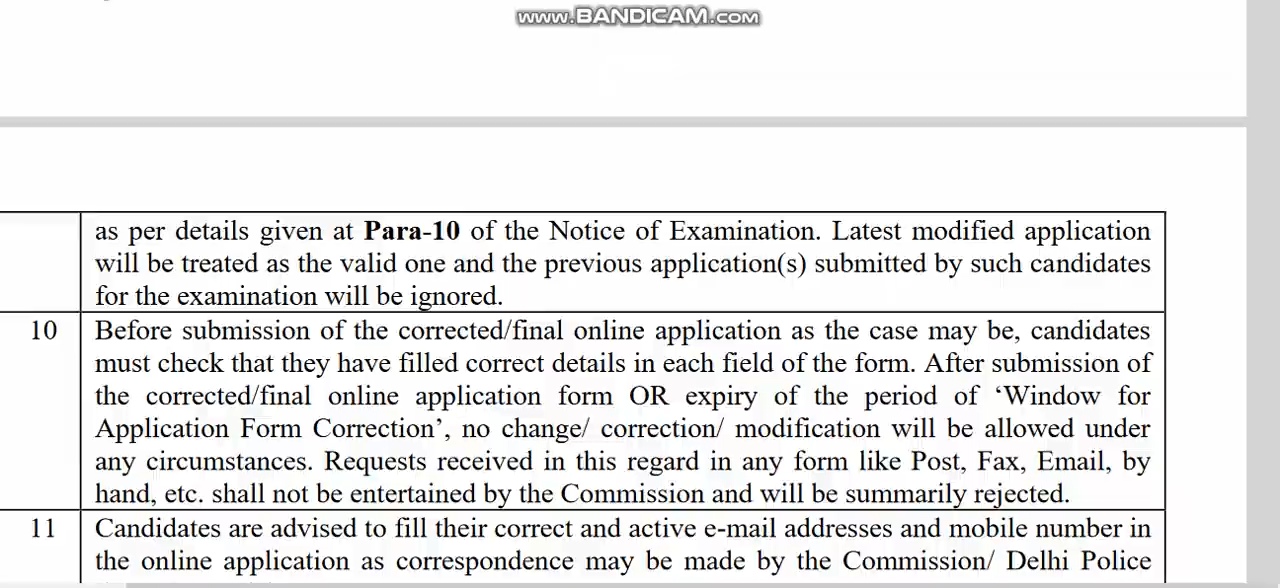 www.BANDICAM.com
as per details given at Para-10 of the Notice of Examination. Latest modified application
will be treated as the valid one and the previous application(s) submitted by such candidates
for the examination will be ignored.
10 Before submission of the corrected/final online application as the case may be, candidates
must check that they have filled correct details in each field of the form. After submission of
the corrected/final online application form OR expiry of the period of ‘Window for
Application Form Correction’, no change/ correction/ modification will be allowed under
any circumstances. Requests received in this regard in any form like Post, Fax, Email, by
hand, etc. shall not be entertained by the Commission and will be summarily rejected.
11 Candidates are advised to fill their correct and active e-mail addresses and mobile number in
the online application as correspondence may be made by the Commission/ Delhi Police